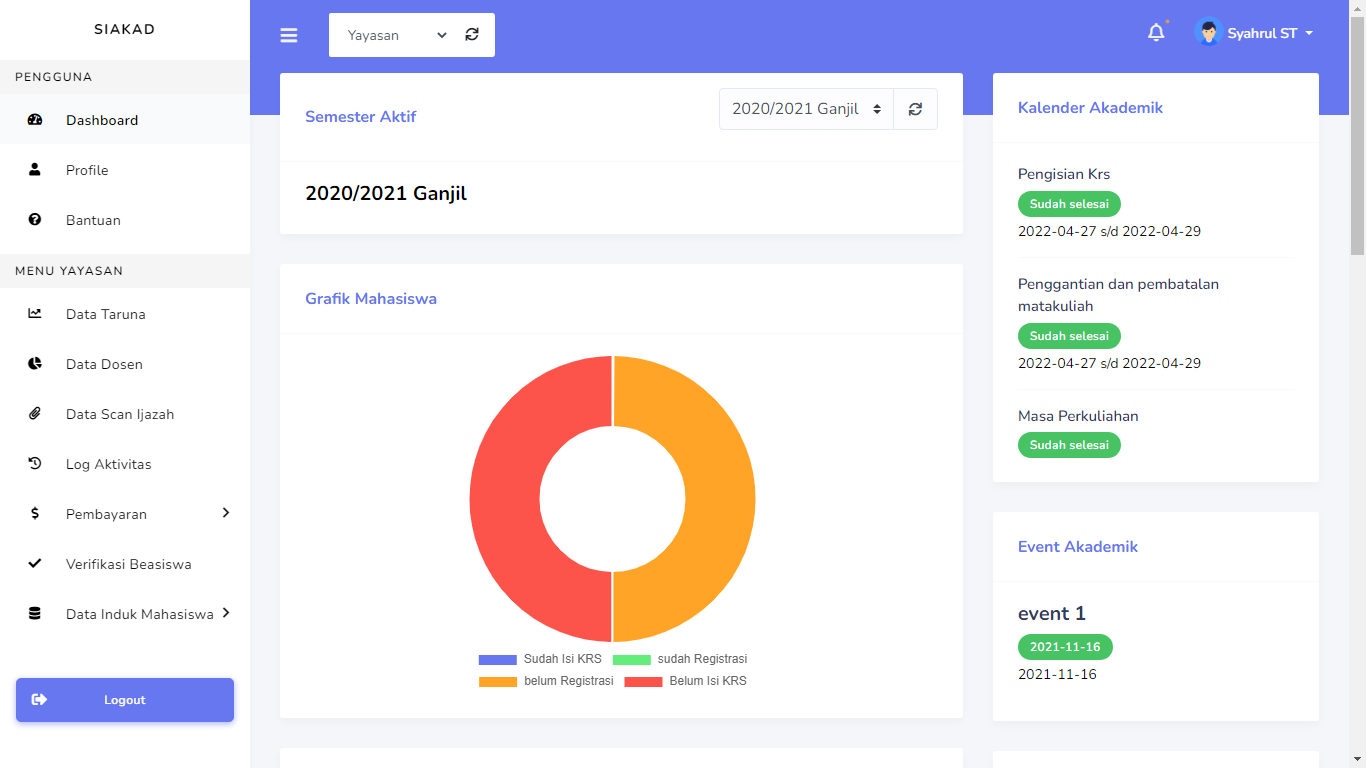 SIAKAD
PENGGUNA
Dashboard
Profile
Bantuan
MENU YAYASAN
Data Taruna
Data Dosen
Data Scan Ijazah
Log Aktivitas
Pembayaran
Verifikasi Beasiswa
Data Induk Mahasiswa
Logout
Yayasan
Syahrul ST
Semester Aktif
2020/2021 Ganjil
2020/2021 Ganjil
Grafik Mahasiswa
Sudah Isi KRS
sudah Registrasi
belum Registrasi
Belum Isi KRS
Kalender Akademik
Pengisian Krs
Sudah selesai
2022-04-27 s/d 2022-04-29
Penggantian dan pembatalan
matakuliah
Sudah selesai
2022-04-27 s/d 2022-04-29
Masa Perkuliahan
Sudah selesai
Event Akademik
event 1
2021-11-16
2021-11-16